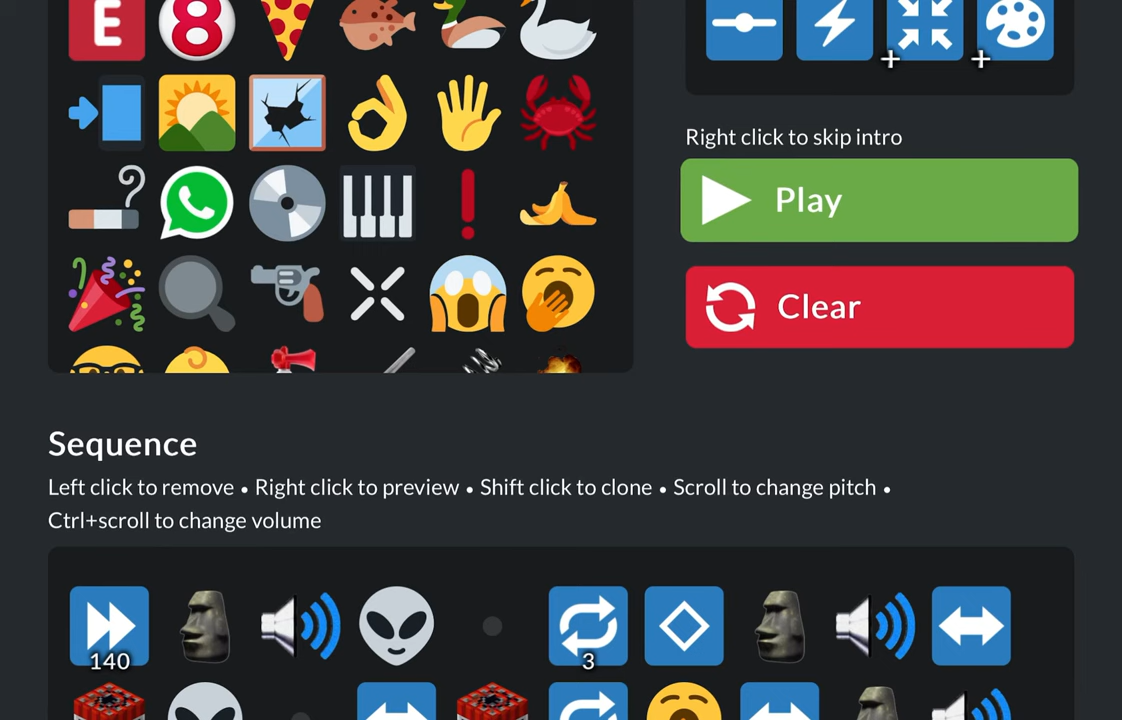 E
8
+
+
Right click to skip intro
Play
Clear
Sequence
Left click to remove • Right click to preview • Shift click to clone • Scroll to change pitch •
Ctrl+scroll to change volume
140
3